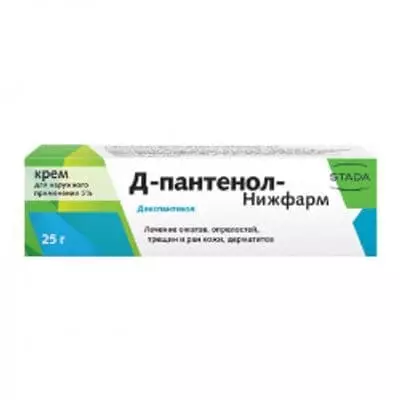 крем
для наружного
применения 5%
Д-пантенол-
Нижфарм
STADA
Декспантенол
Лечение ожогов, опрелостей,
трещин и ран кожи, дерматитов
25 г